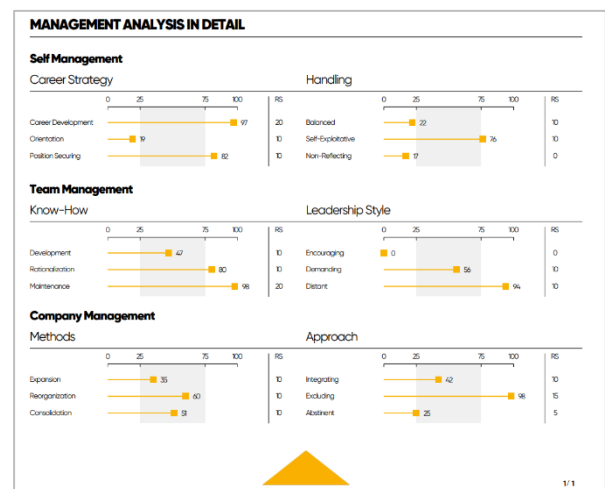 MANAGEMENT ANALYSIS IN DETAIL
Self Management
Career Strategy Handling
0 25 75 100 RS 0 25 75 100 RS
Career Development 97 20 Balanced 22 10
Orientation 19 10 Self-Exploitative 76 10
Position Securing 82 10 Non-Reflecting 17 0
Team Management
Know-How Leadership Style
0 25 75 100 RS 0 25 75 100 RS
Development 47 10 Encouraging 0 0
Rationalization 80 10 Demanding 56 10
Maintenance 98 20 Distant 94 10
Company Management
Methods Approach
0 25 75 100 RS 0 25 75 100 RS
Expansion 35 10 Integrating 42 10
Reorganization 60 10 Excluding 98 15
Consolidation 51 10 Abstinent 25 5
1/1